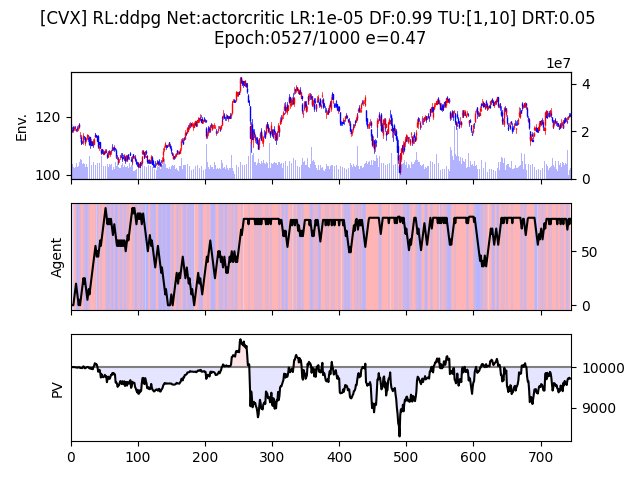 [CVX] RL:ddpg Net:actorcritic LR:1e-05 DF:0.99 TU:[1,10] DRT:0.05
Epoch:0527/1000 e=0.47
1e7
Env.
120
100
4
2
0
Agent
50
0
PV
10000
9000
0 100 200 300 400 500 600 700